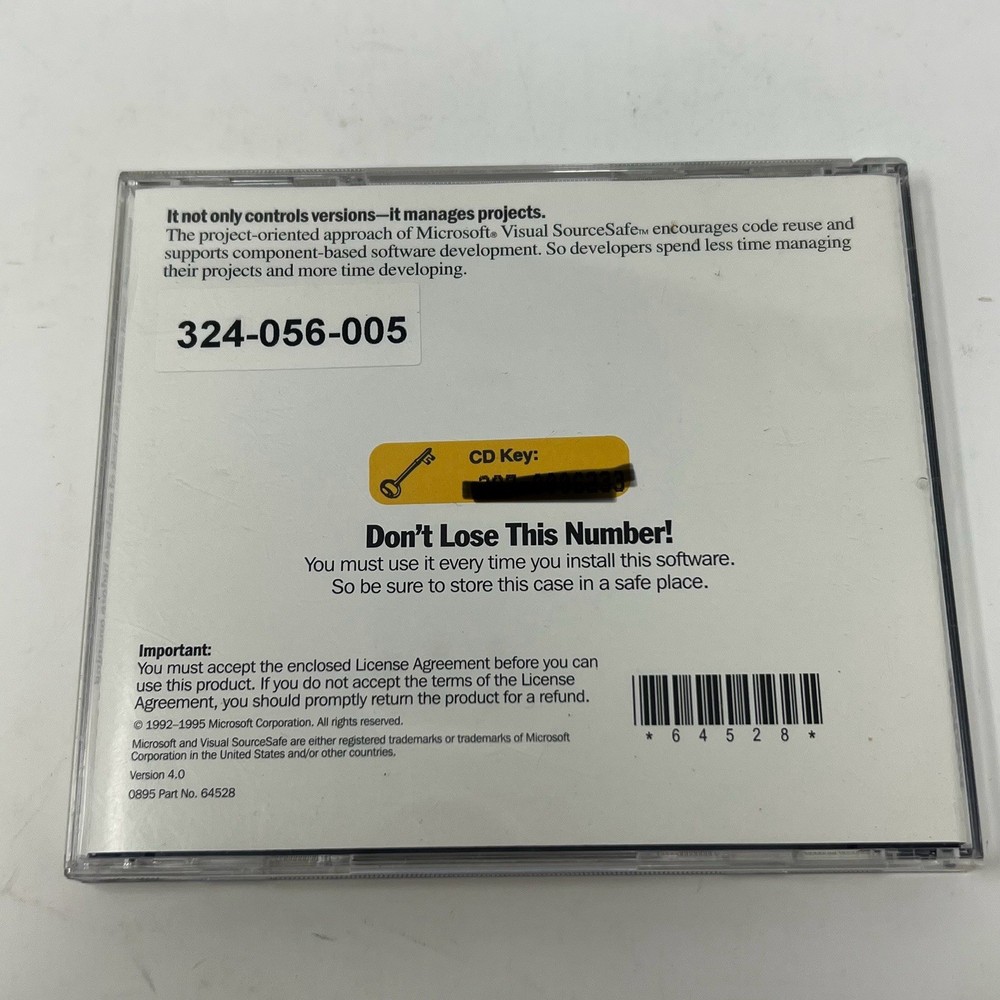 It not only controls versions—it manages projects.
The project-oriented approach of Microsoft® Visual SourceSafe™ encourages code reuse and
supports component-based software development. So developers spend less time managing
their projects and more time developing.
324-056-005
CD Key:
Don't Lose This Number!
You must use it every time you install this software.
So be sure to store this case in a safe place.
Important:
You must accept the enclosed License Agreement before you can
use this product. If you do not accept the terms of the License
Agreement, you should promptly return the product for a refund.
© 1992–1995 Microsoft Corporation. All rights reserved.
Microsoft and Visual SourceSafe are either registered trademarks or trademarks of Microsoft
Corporation in the United States and/or other countries.
Version 4.0
0895 Part No. 64528
* 6 4 5 2 8 *